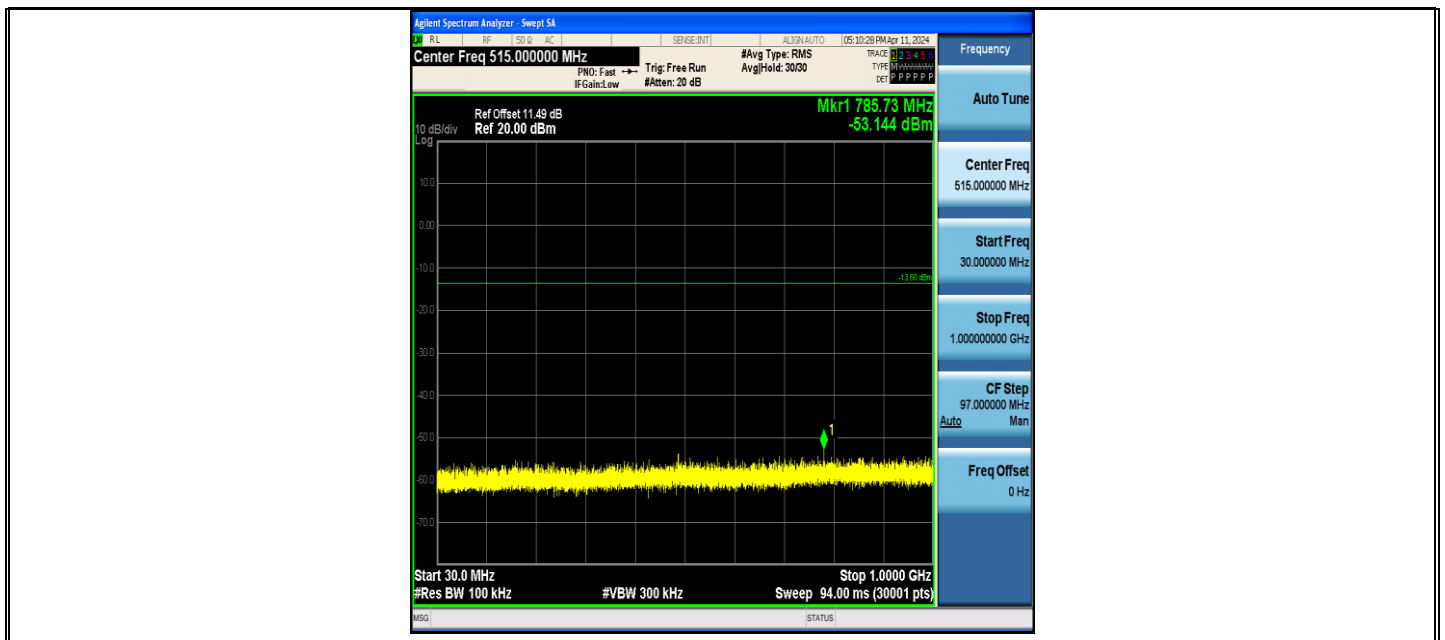 Agilent Spectrum Analyzer - Swept SA
RL RF 50 Ω AC SENSE:INT ALIGN AUTO 05:10:28 PM Apr 11, 2024
Center Freq 515.000000 MHz
PNO: Fast
IFGain:Low
Trig: Free Run
#Atten: 20 dB
#Avg Type: RMS
Avg|Hold: 30/30
TRACE 1 2 3 4 5 6
TYPE M
DET P P P P P P
Mkr1 785.73 MHz
-53.144 dBm
Ref Offset 11.49 dB
10 dB/div Ref 20.00 dBm
Log
10.0
0.00
-10.0
-13.60 dBm
-20.0
-30.0
-40.0
1
-50.0
-60.0
-70.0
Start 30.0 MHz Stop 1.0000 GHz
#Res BW 100 kHz #VBW 300 kHz Sweep 94.00 ms (30001 pts)
MSG STATUS
Frequency
Auto Tune
Center Freq
515.000000 MHz
Start Freq
30.000000 MHz
Stop Freq
1.000000000 GHz
CF Step
97.000000 MHz
Auto Man
Freq Offset
0 Hz